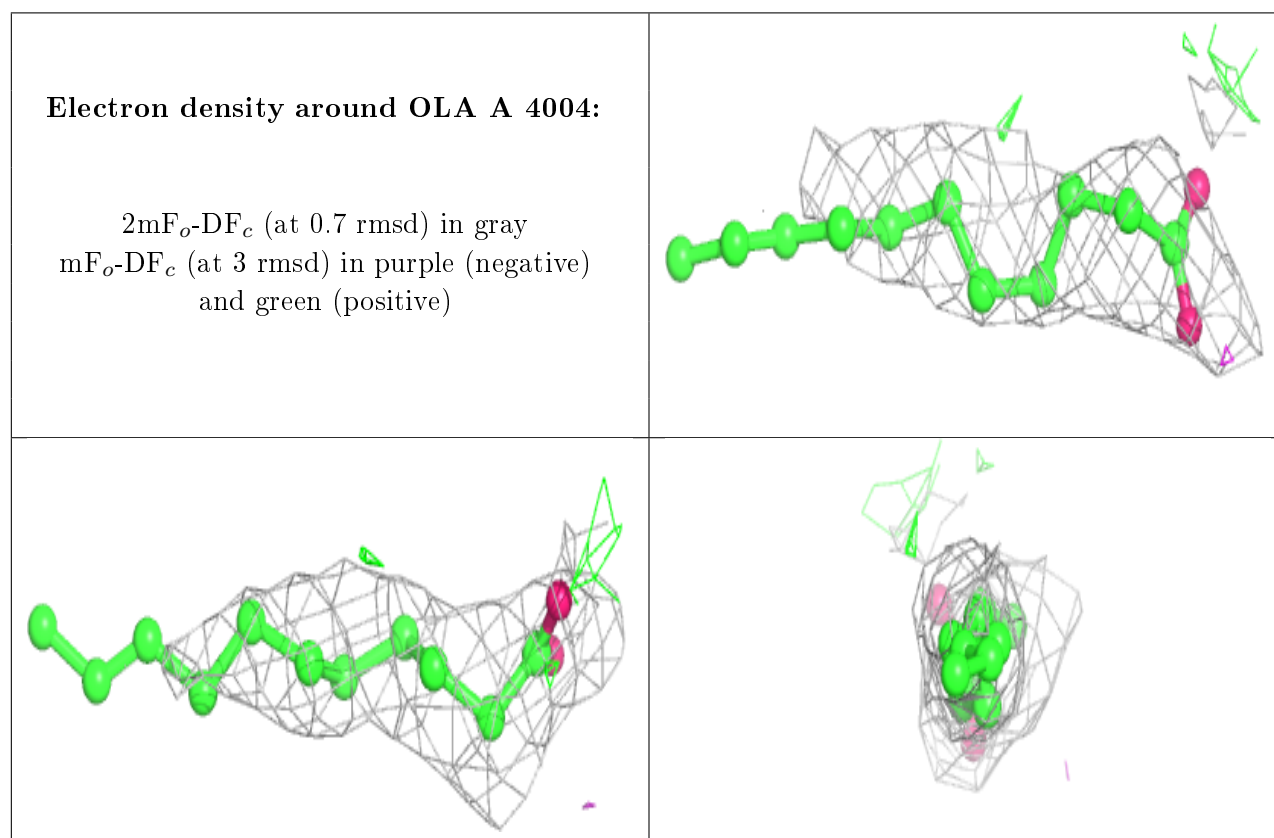 Electron density around OLA A 4004:
2mFₒ-DF𝑐 (at 0.7 rmsd) in gray
mFₒ-DF𝑐 (at 3 rmsd) in purple (negative)
and green (positive)